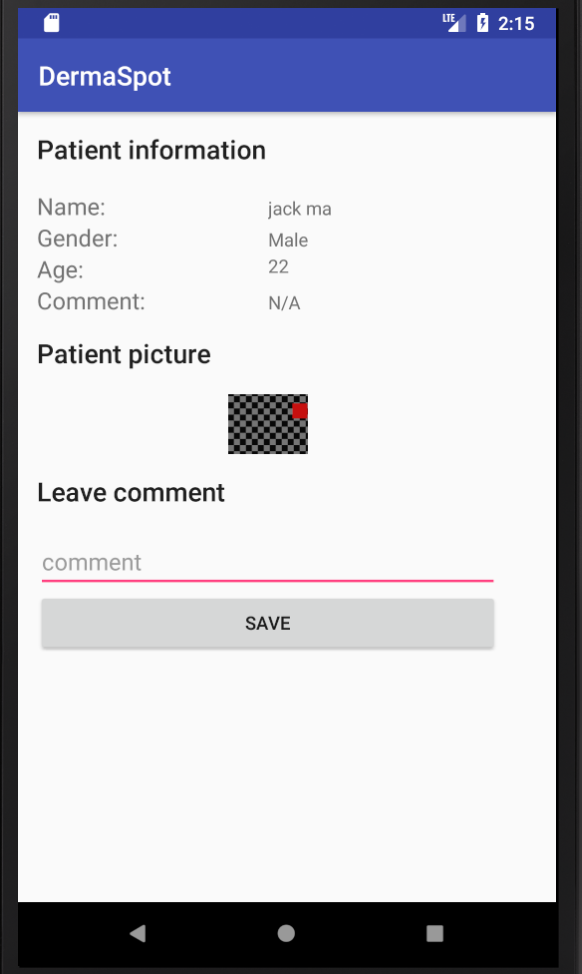 LTE 2:15
DermaSpot
Patient information
Name: jack ma
Gender: Male
Age: 22
Comment: N/A
Patient picture
Leave comment
comment
SAVE